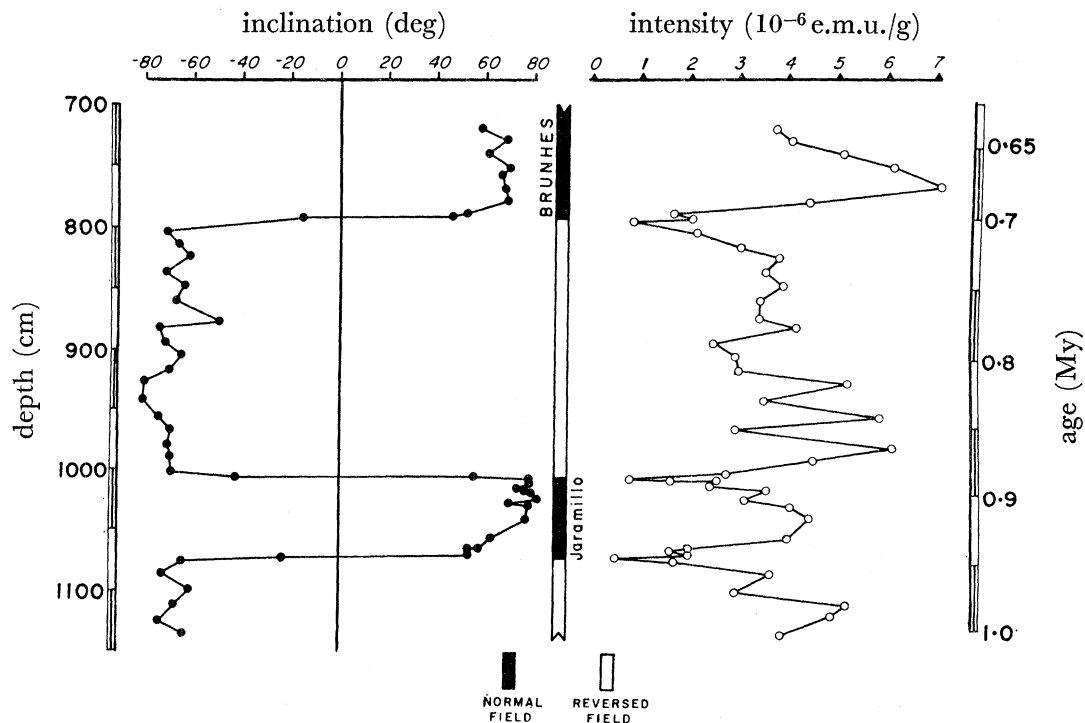 inclination (deg)
-80 -60 -40 -20 0 20 40 60 80
intensity (10⁻⁶ e.m.u./g)
0 1 2 3 4 5 6 7
depth (cm)
700
800
900
1000
1100
BRUNHES
Jaramillo
0·65
0·7
0·8
0·9
1·0
age (My)
NORMAL FIELD
REVERSED FIELD